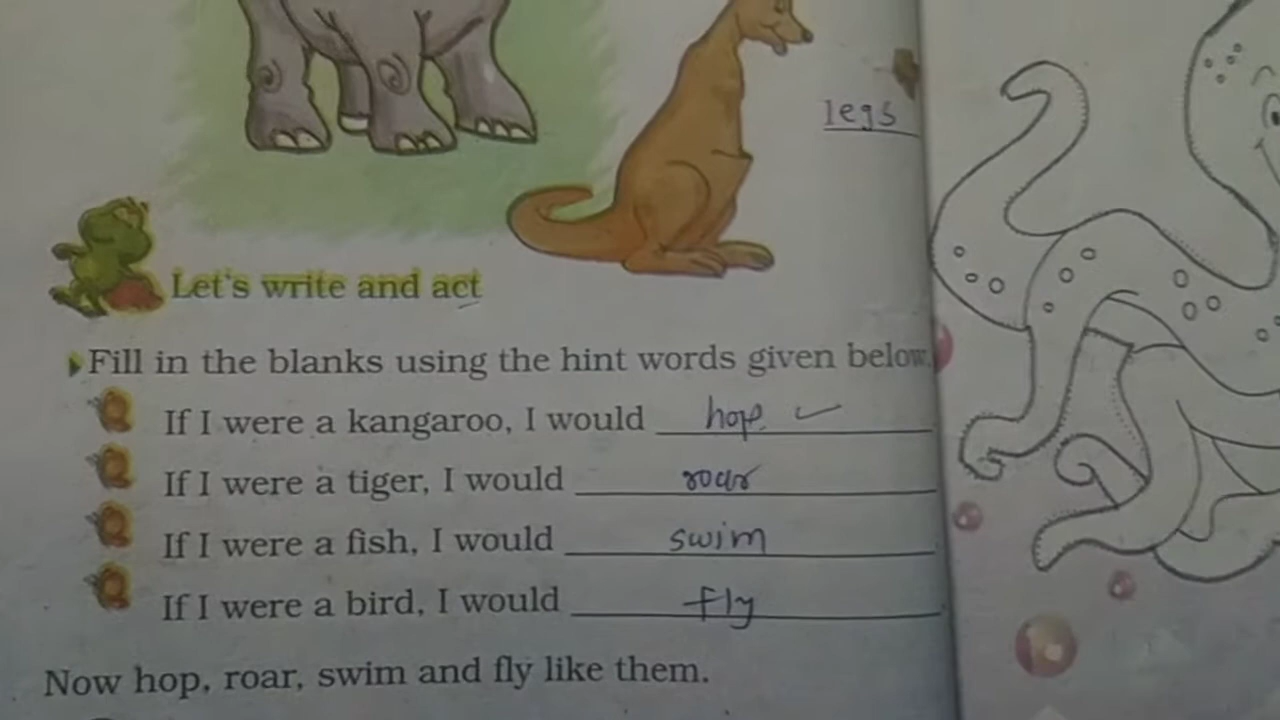 legs
Let's write and act
Fill in the blanks using the hint words given below.
If I were a kangaroo, I would hope
If I were a tiger, I would roar
If I were a fish, I would swim
If I were a bird, I would fly
Now hop, roar, swim and fly like them.